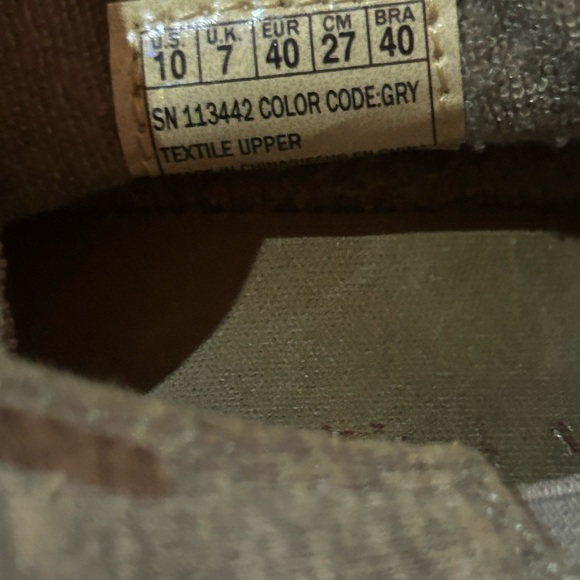 U.S. U.K. EUR CM BRA
10 7 40 27 40
SN 113442 COLOR CODE:GRY
TEXTILE UPPER